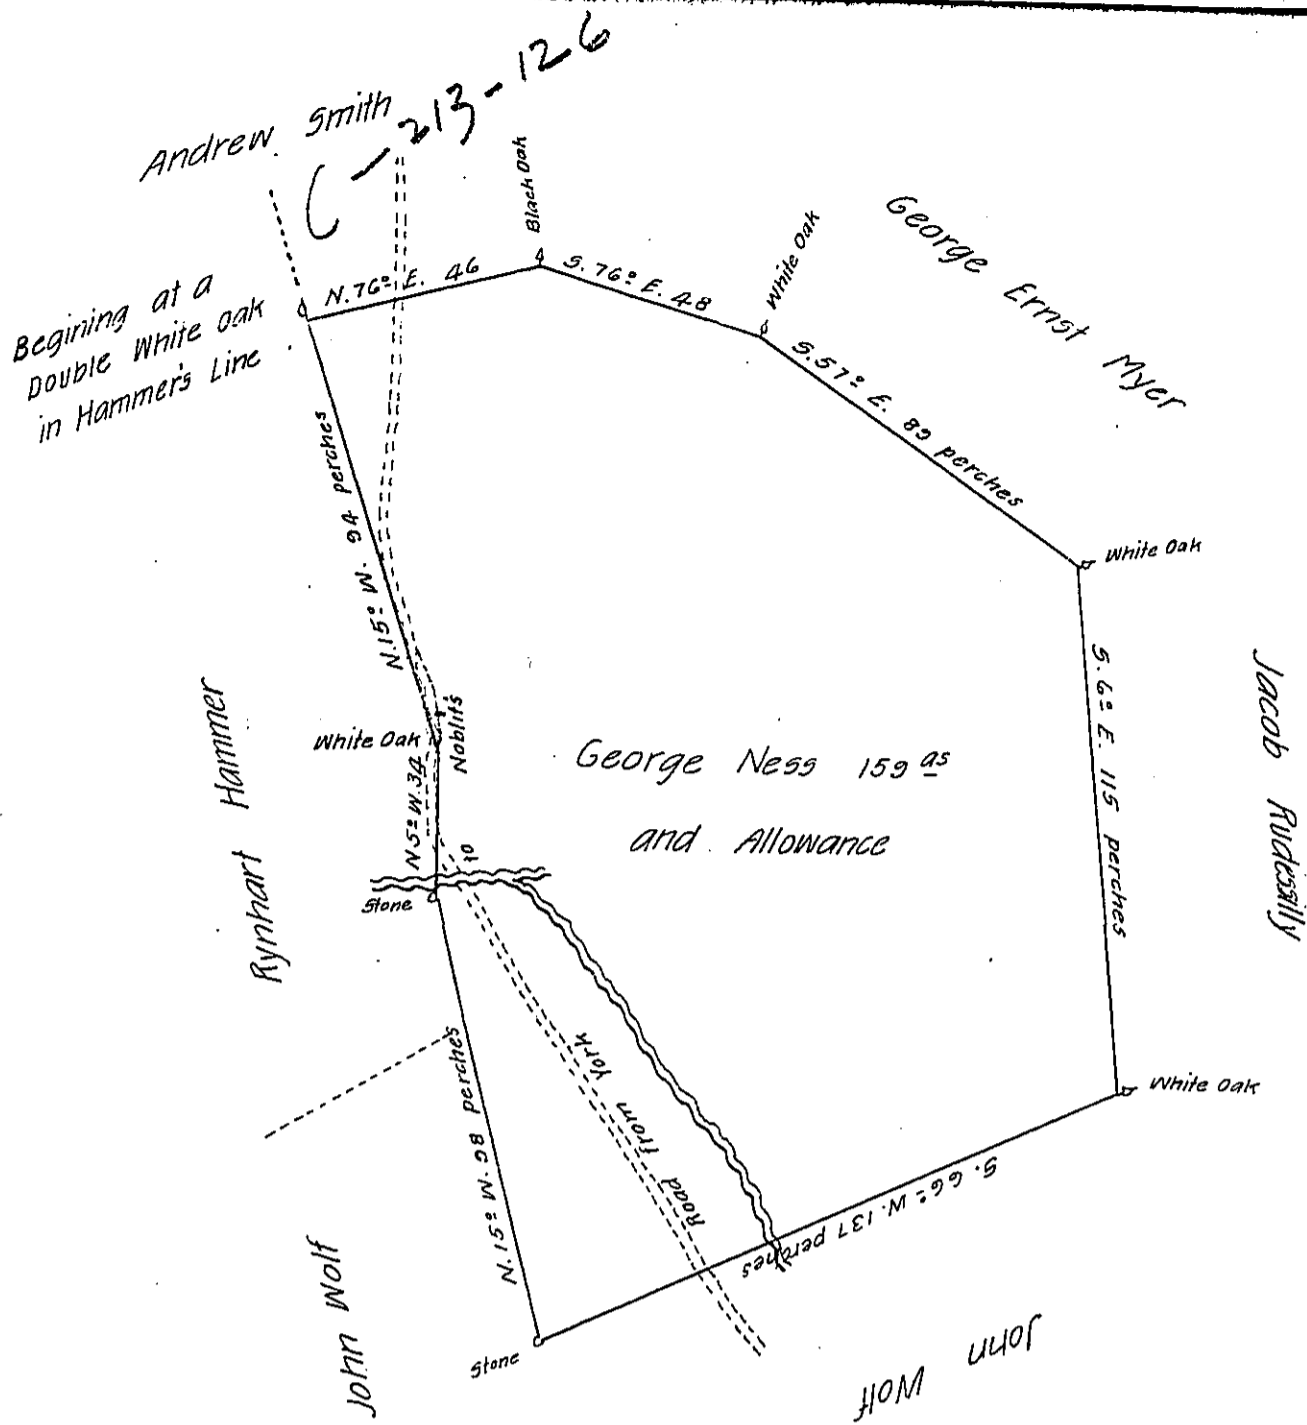 C-213-126
Andrew Smith
Begining at a
Double White Oak
in Hammer's Line
N.76° E. 46
Black Oak
S. 76° E. 48
White Oak
George Ernst Myer
S.57° E. 89 perches
White Oak
S.6° E. 115 perches
Jacob Rudessilly
White Oak
S. 66° W. 137 perches
John Wolf
Stone
N.15° W. 98 perches
John Wolf
Stone
N 5° W. 34
White Oak
N.15° W. 94 perches
Rynhart Hammer
George Ness 159 as
and Allowance
Road from York
to
Noblit's